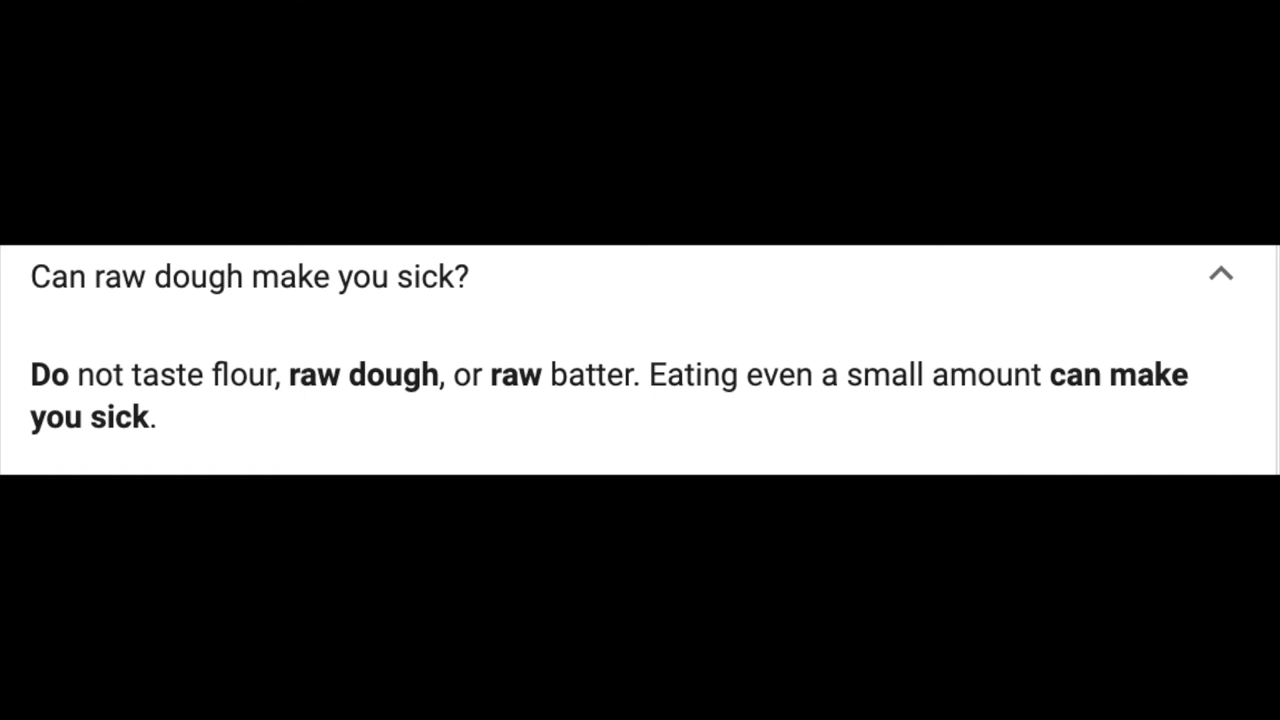 Can raw dough make you sick?
Do not taste flour, raw dough, or raw batter. Eating even a small amount can make
you sick.